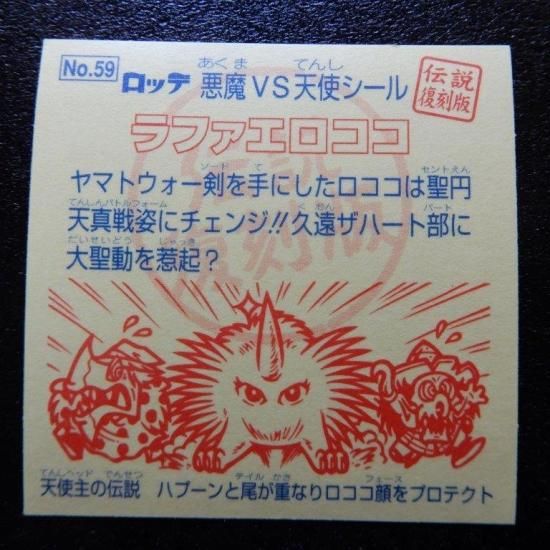 No.59 ロッテ 悪魔VS天使シール 伝説復刻版
あくま てんし
ラファエロココ
ソード て セントえん
ヤマトウォー剣を手にしたロココは聖円
てんしんバトルフォーム くおん パート
天真戦姿にチェンジ!!久遠ザハート部に
だいせいどう じゃっき
大聖動を惹起?
伝説復刻版
てんしヘッド でんせつ テイル かさ フェース
天使主の伝説 ハプーンと尾が重なりロココ顔をプロテクト